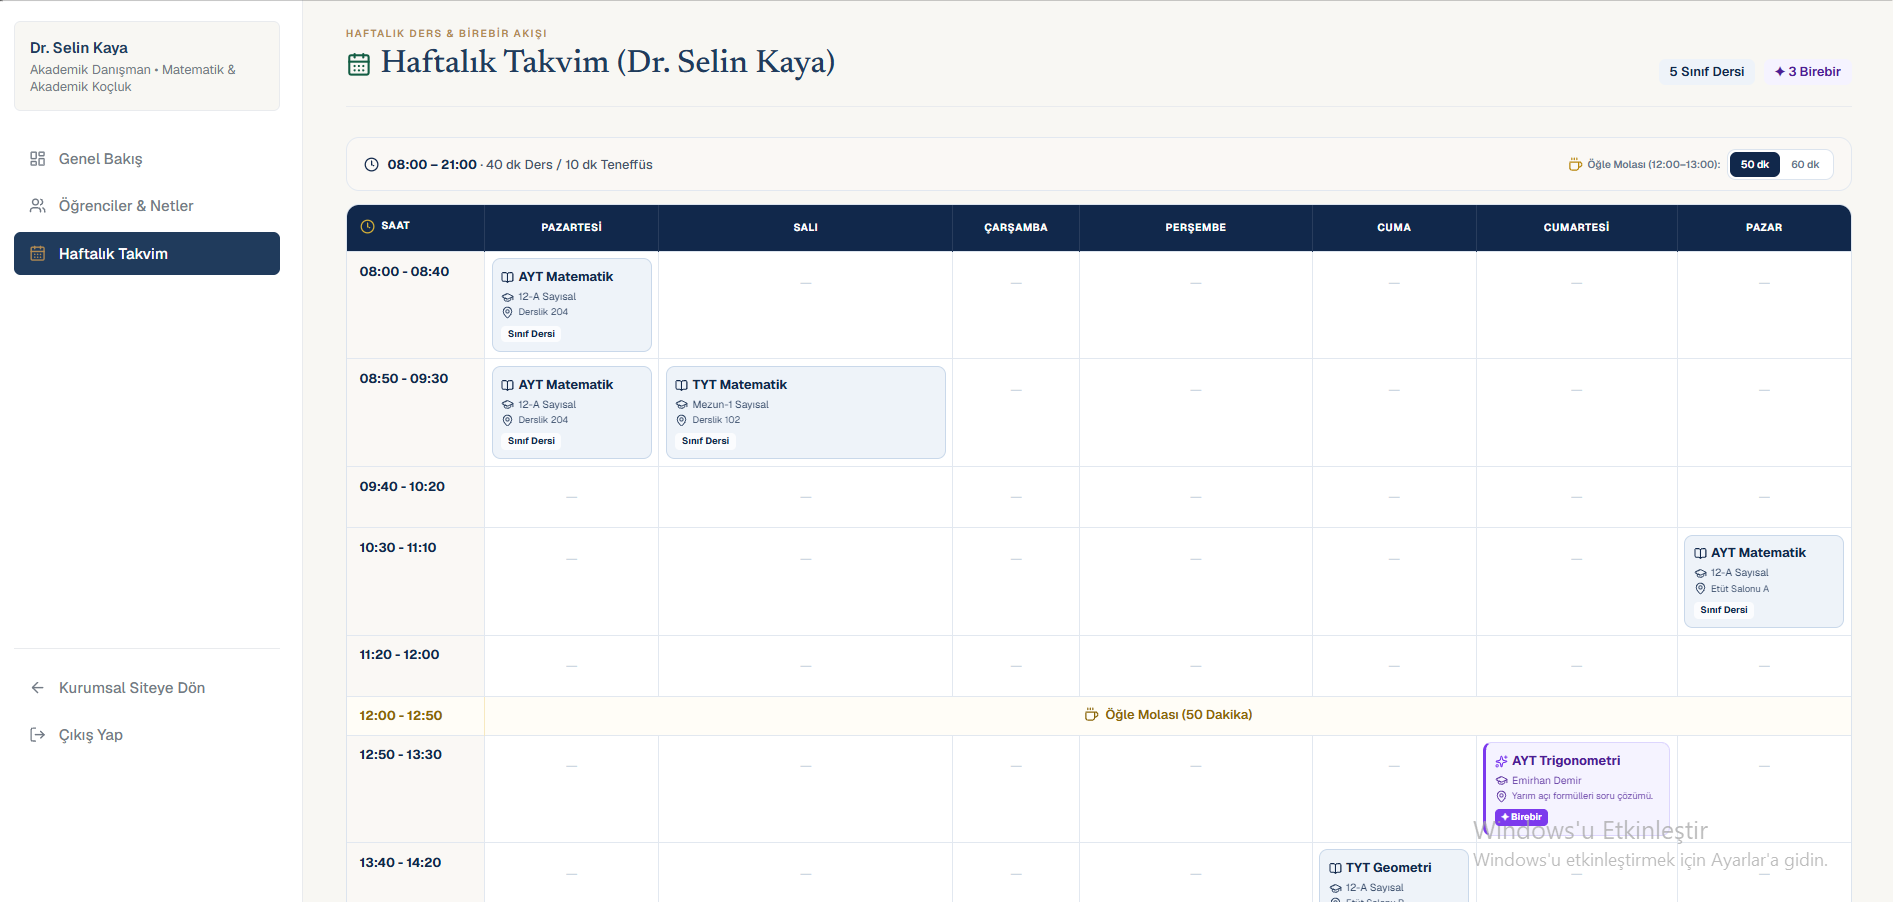 Dr. Selin Kaya
Akademik Danışman • Matematik &
Akademik Koçluk
Genel Bakış
Öğrenciler & Netler
Haftalık Takvim
Kurumsal Siteye Dön
Çıkış Yap
HAFTALIK DERS & BİREBİR AKIŞI
Haftalık Takvim (Dr. Selin Kaya)
5 Sınıf Dersi
✦ 3 Birebir
08:00 – 21:00 · 40 dk Ders / 10 dk Teneffüs
Öğle Molası (12:00–13:00): 50 dk 60 dk
SAAT PAZARTESİ SALI ÇARŞAMBA PERŞEMBE CUMA CUMARTESİ PAZAR
08:00 - 08:40
AYT Matematik
12-A Sayısal
Derslik 204
Sınıf Dersi
— — — — — —
08:50 - 09:30
AYT Matematik
12-A Sayısal
Derslik 204
Sınıf Dersi
TYT Matematik
Mezun-1 Sayısal
Derslik 102
Sınıf Dersi
— — — — —
09:40 - 10:20
— — — — — — —
10:30 - 11:10
— — — — — —
AYT Matematik
12-A Sayısal
Etüt Salonu A
Sınıf Dersi
11:20 - 12:00
— — — — — — —
12:00 - 12:50
Öğle Molası (50 Dakika)
12:50 - 13:30
— — — — —
AYT Trigonometri
Emirhan Demir
Yarım açı formülleri soru çözümü.
✦ Birebir
—
13:40 - 14:20
— — — —
TYT Geometri
12-A Sayısal
Etüt Salonu B
— —
Windows'u Etkinleştir
Windows'u etkinleştirmek için Ayarlar'a gidin.